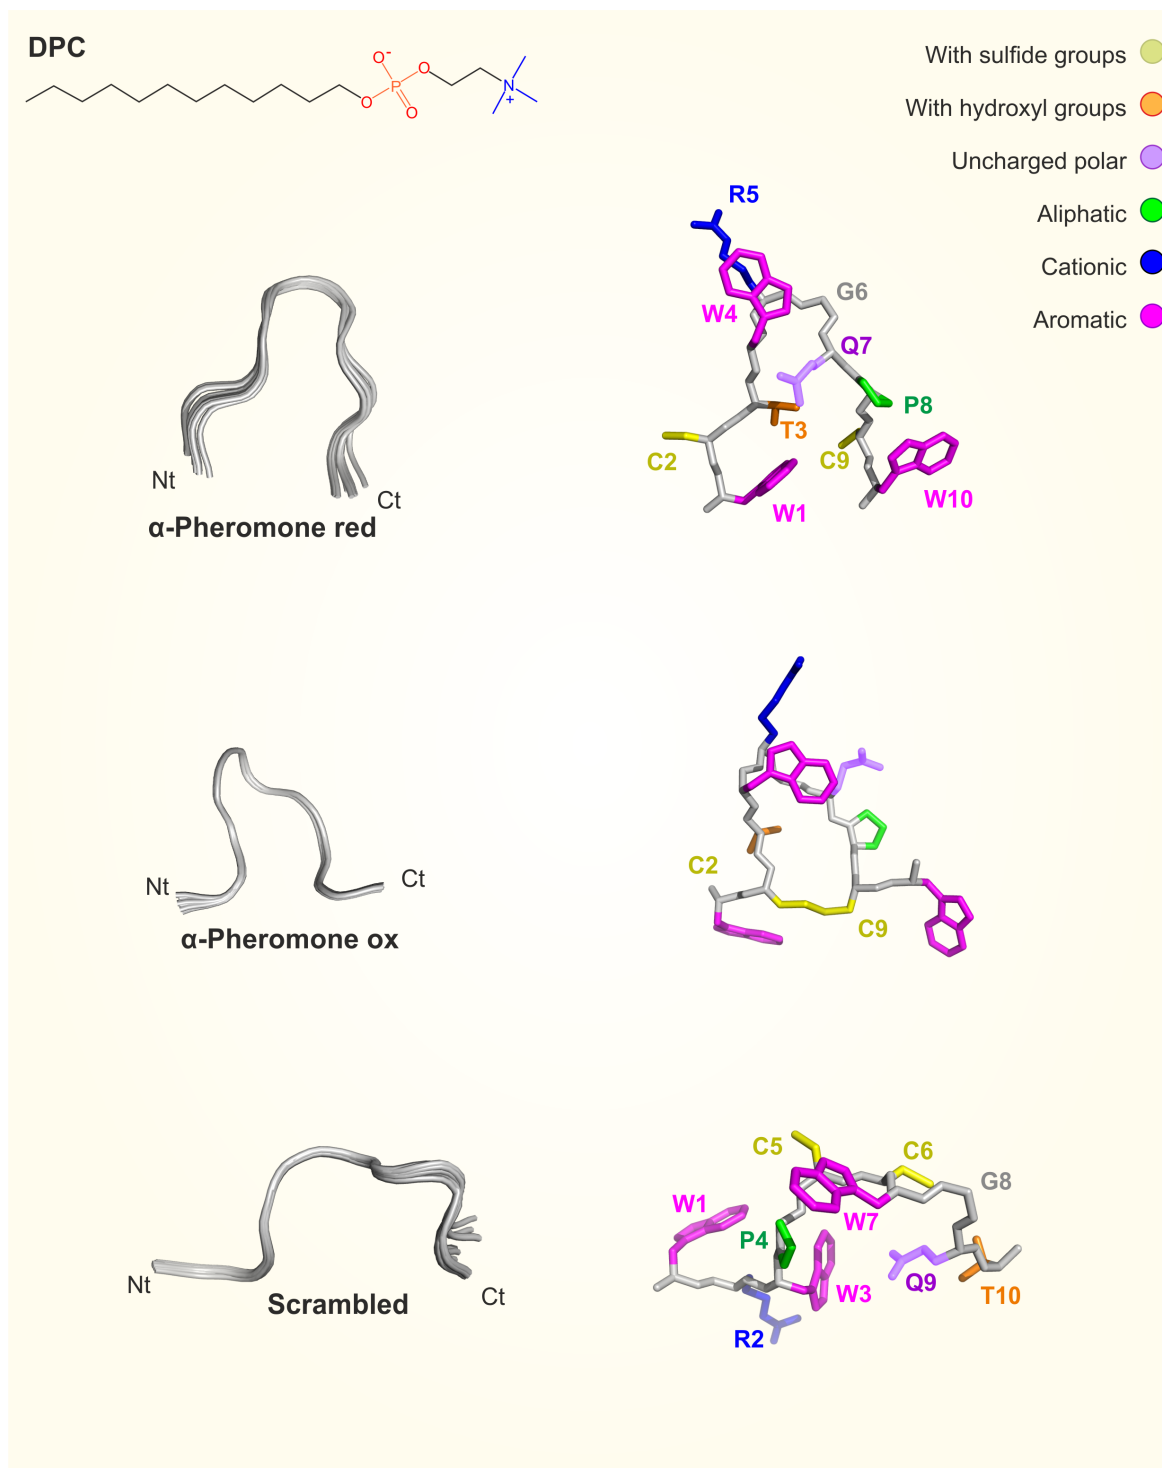 DPC
O-
O
P
O
O
N
+
With sulfide groups
With hydroxyl groups
Uncharged polar
Aliphatic
Cationic
Aromatic
R5
W4
G6
Q7
P8
T3
C2
C9
W1
W10
Nt
Ct
α-Pheromone red
C2
C9
Nt
Ct
α-Pheromone ox
C5
C6
G8
W1
W7
P4
W3
Q9
T10
R2
Nt
Ct
Scrambled